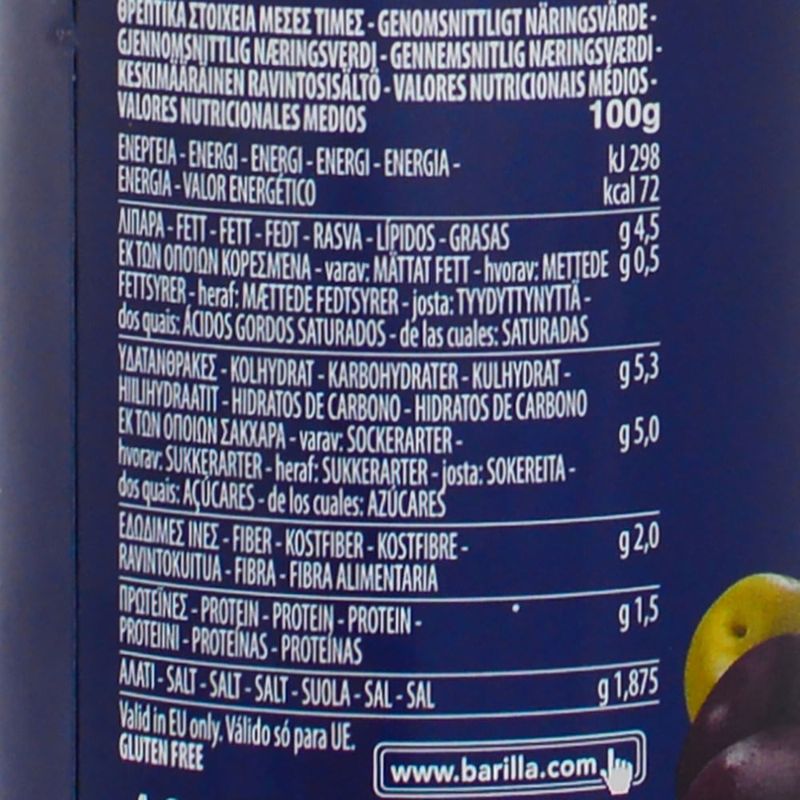 ΘΡΕΠΤΙΚΑ ΣΤΟΙΧΕΙΑ ΜΕΣΕΣ ΤΙΜΕΣ - GENOMSNITTLIGT NÄRINGSVÄRDE -
GJENNOMSNITTLIG NÆRINGSVERDI - GENNEMSNITLIG NÆRINGSVÆRDI -
KESKIMÄÄRÄINEN RAVINTOSISÄLTÖ - VALORES NUTRICIONAIS MÉDIOS -
VALORES NUTRICIONALES MEDIOS 100g
ΕΝΕΡΓΕΙΑ - ENERGI - ENERGI - ENERGI - ENERGIA - kJ 298
ENERGIA - VALOR ENERGÉTICO kcal 72
ΛΙΠΑΡΑ - FETT - FETT - FEDT - RASVA - LÍPIDOS - GRASAS g 4,5
ΕΚ ΤΩΝ ΟΠΟΙΩΝ ΚΟΡΕΣΜΕΝΑ - varav: MÄTTAT FETT - hvorav: METTEDE g 0,5
FETTSYRER - heraf: MÆTTEDE FEDTSYRER - josta: TYYDYTTYNYTTÄ -
dos quais: ÁCIDOS GORDOS SATURADOS - de las cuales: SATURADAS
ΥΔΑΤΑΝΘΡΑΚΕΣ - KOLHYDRAT - KARBOHYDRATER - KULHYDRAT - g 5,3
HIILIHYDRAATIT - HIDRATOS DE CARBONO - HIDRATOS DE CARBONO
ΕΚ ΤΩΝ ΟΠΟΙΩΝ ΣΑΚΧΑΡΑ - varav: SOCKERARTER - g 5,0
hvorav: SUKKERARTER - heraf: SUKKERARTER - josta: SOKEREITA -
dos quais: AÇÚCARES - de los cuales: AZÚCARES
ΕΔΩΔΙΜΕΣ ΙΝΕΣ - FIBER - KOSTFIBER - KOSTFIBRE - g 2,0
RAVINTOKUITUA - FIBRA - FIBRA ALIMENTARIA
ΠΡΩΤΕΪΝΕΣ - PROTEIN - PROTEIN - PROTEIN - g 1,5
PROTEIINI - PROTEÍNAS - PROTEÍNAS
ΑΛΑΤΙ - SALT - SALT - SALT - SUOLA - SAL - SAL g 1,875
Valid in EU only. Válido só para UE.
GLUTEN FREE
www.barilla.com